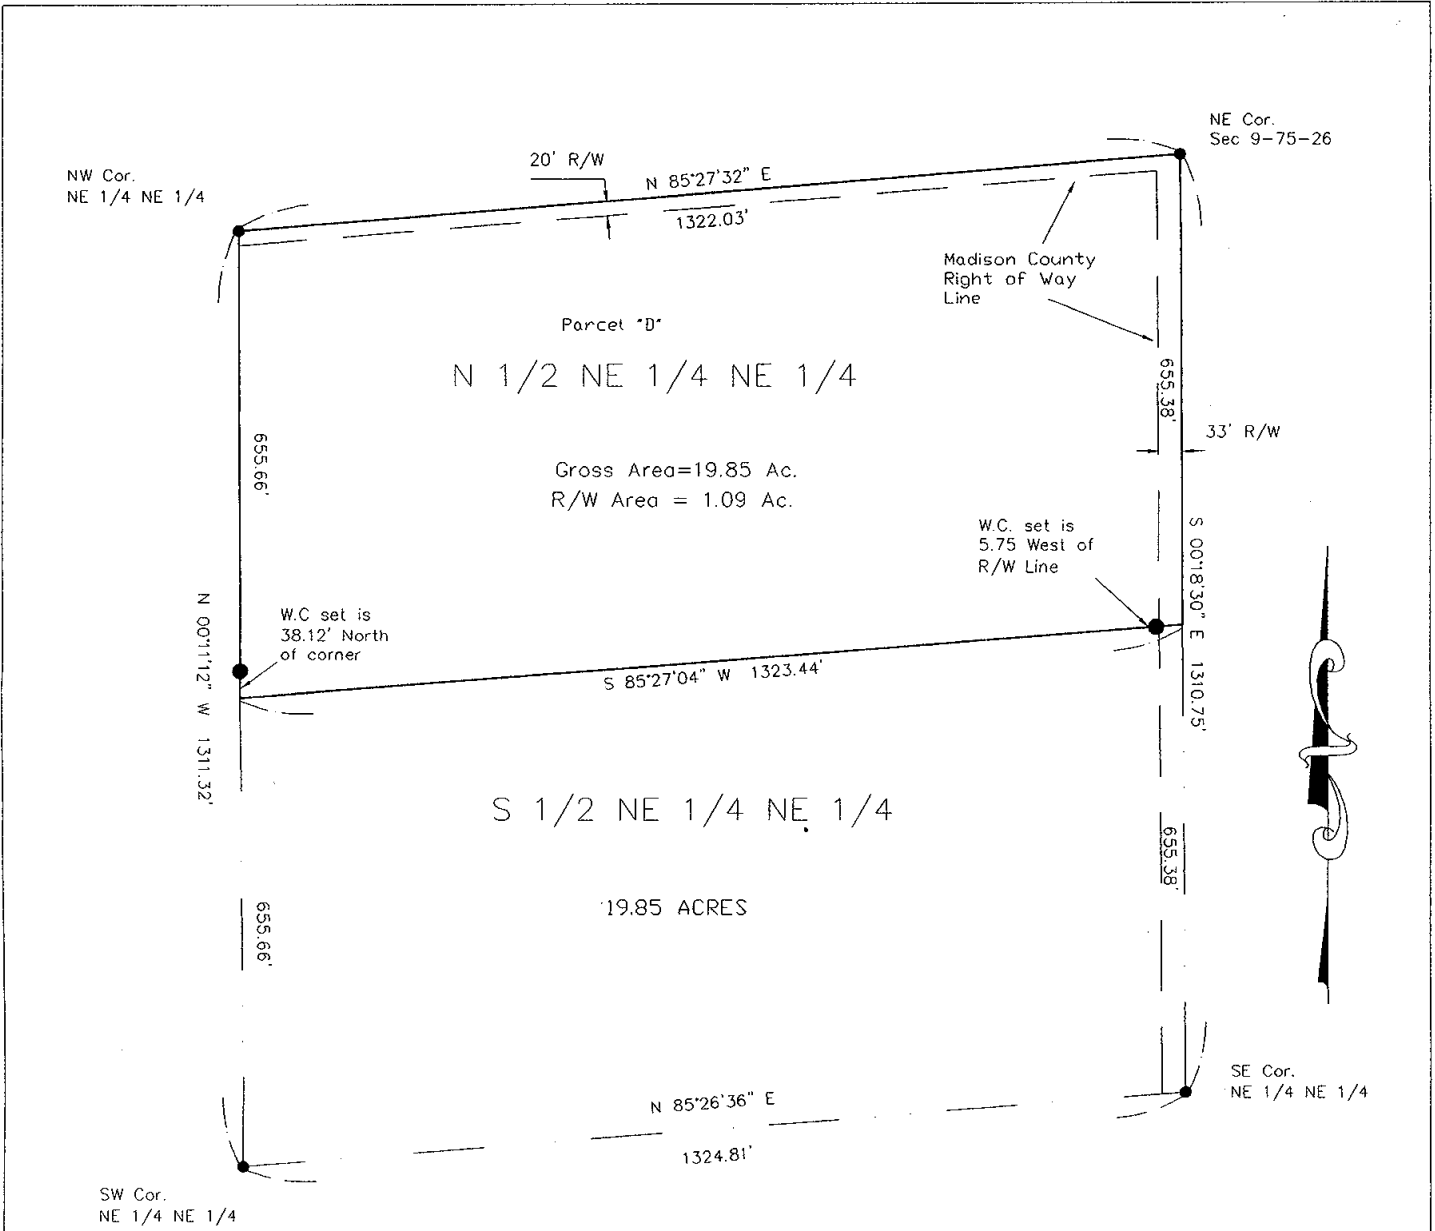 NE Cor.
Sec 9-75-26
NW Cor.
NE 1/4 NE 1/4
20' R/W
N 85°27'32" E
1322.03'
Madison County
Right of Way
Line
Parcel "D"
N 1/2 NE 1/4 NE 1/4
655.38'
33' R/W
655.66'
Gross Area=19.85 Ac.
R/W Area = 1.09 Ac.
W.C. set is
5.75 West of
R/W Line
S 00°18'30" E 1310.75'
N 00°11'12" W 1311.32'
W.C set is
38.12' North
of corner
S 85°27'04" W 1323.44'
S 1/2 NE 1/4 NE 1/4
655.38'
19.85 ACRES
655.66'
SE Cor.
NE 1/4 NE 1/4
N 85°26'36" E
1324.81'
SW Cor.
NE 1/4 NE 1/4